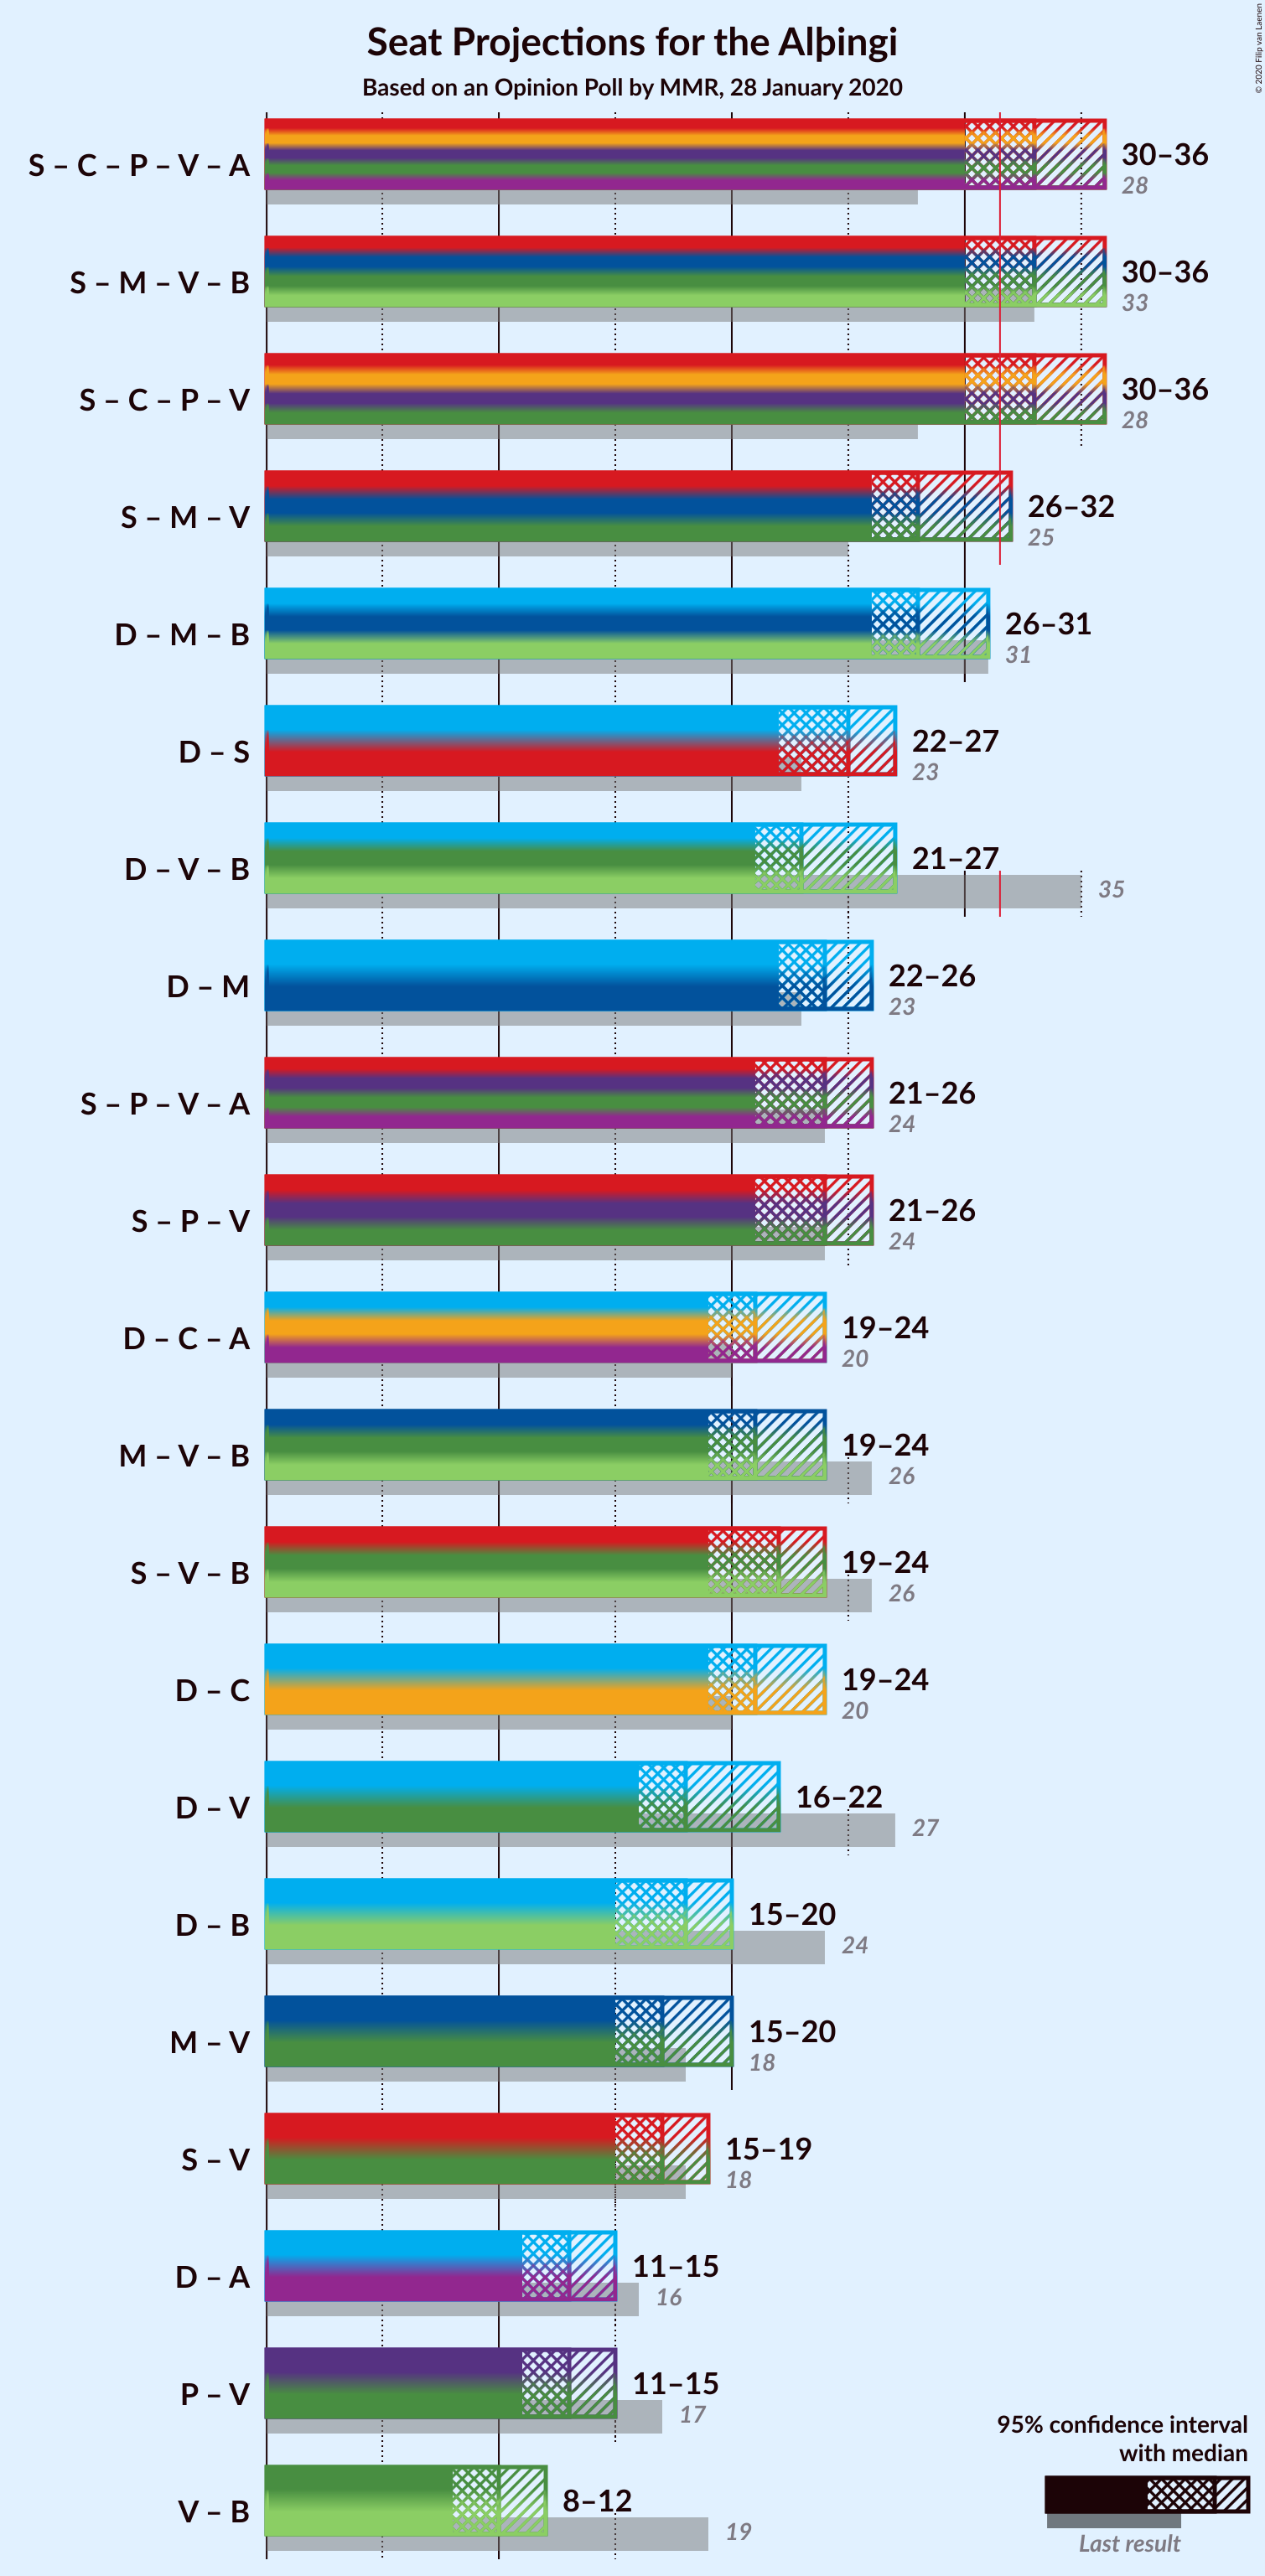 Seat Projections for the Alþingi
Based on an Opinion Poll by MMR, 28 January 2020
© 2020 Filip van Laenen
S – C – P – V – A
30–36
28
S – M – V – B
30–36
33
S – C – P – V
30–36
28
S – M – V
26–32
25
D – M – B
26–31
31
D – S
22–27
23
D – V – B
21–27
35
D – M
22–26
23
S – P – V – A
21–26
24
S – P – V
21–26
24
D – C – A
19–24
20
M – V – B
19–24
26
S – V – B
19–24
26
D – C
19–24
20
D – V
16–22
27
D – B
15–20
24
M – V
15–20
18
S – V
15–19
18
D – A
11–15
16
P – V
11–15
17
V – B
8–12
19
95% confidence interval
with median
Last result